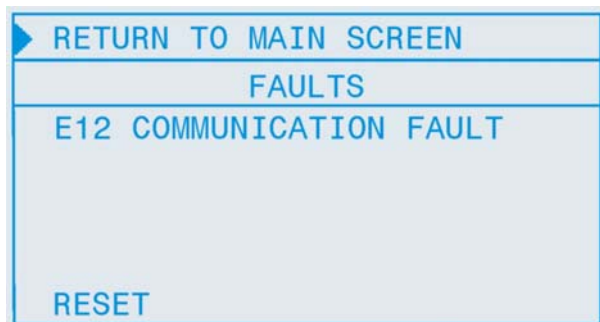 RETURN TO MAIN SCREEN
FAULTS
E12 COMMUNICATION FAULT
RESET